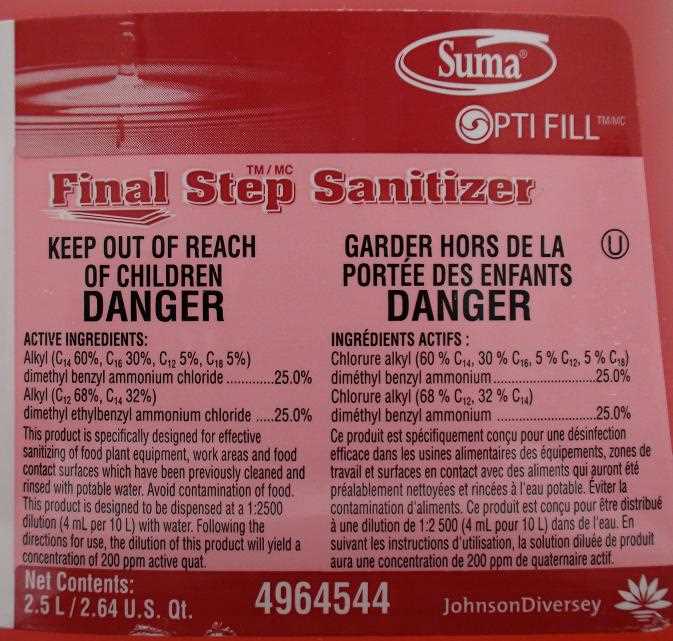 Suma®
OPTI FILL™/MC
Final Step™/MC Sanitizer
KEEP OUT OF REACH
OF CHILDREN
DANGER
ACTIVE INGREDIENTS:
Alkyl (C14 60%, C16 30%, C12 5%, C18 5%)
dimethyl benzyl ammonium chloride ..............25.0%
Alkyl (C12 68%, C14 32%)
dimethyl ethylbenzyl ammonium chloride .....25.0%
This product is specifically designed for effective
sanitizing of food plant equipment, work areas and food
contact surfaces which have been previously cleaned and
rinsed with potable water. Avoid contamination of food.
This product is designed to be dispensed at a 1:2500
dilution (4 mL per 10 L) with water. Following the
directions for use, the dilution of this product will yield a
concentration of 200 ppm active quat.
GARDER HORS DE LA
PORTÉE DES ENFANTS
DANGER
U
INGRÉDIENTS ACTIFS :
Chlorure alkyl (60 % C14, 30 % C16, 5 % C12, 5 % C18)
diméthyl benzyl ammonium ..............................25.0%
Chlorure alkyl (68 % C12, 32 % C14)
diméthyl benzyl ammonium .............................25.0%
Ce produit est spécifiquement conçu pour une désinfection
efficace dans les usines alimentaires des équipements, zones de
travail et surfaces en contact avec des aliments qui auront été
préalablement nettoyées et rincées à l'eau potable. Éviter la
contamination d'aliments. Ce produit est conçu pour être distribué
à une dilution de 1:2 500 (4 mL pour 10 L) dans de l'eau. En
suivant les instructions d'utilisation, la solution diluée de produit
aura une concentration de 200 ppm de quaternaire actif.
Net Contents:
2.5 L / 2.64 U.S. Qt.
4964544
JohnsonDiversey